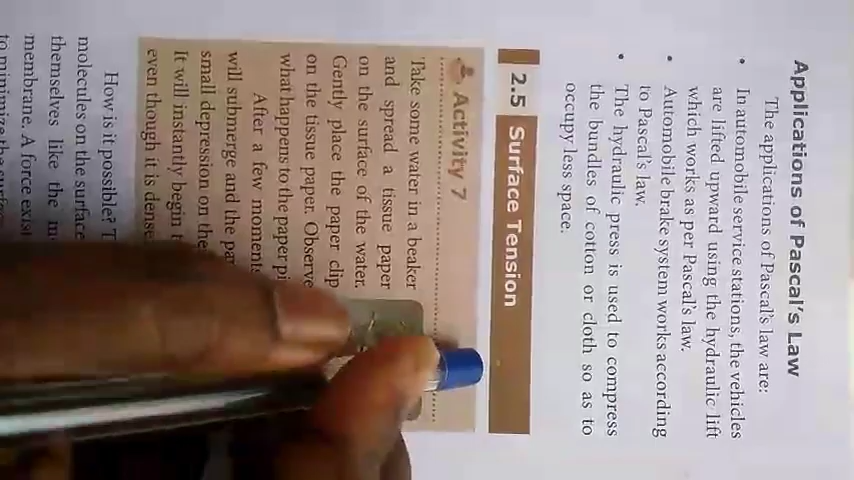 Applications of Pascal's Law
The applications of Pascal's law are:
• In automobile service stations, the vehicles
are lifted upward using the hydraulic lift
which works as per Pascal's law.
• Automobile brake system works according
to Pascal's law.
• The hydraulic press is used to compress
the bundles of cotton or cloth so as to
occupy less space.
2.5 Surface Tension
Activity 7
Take some water in a beaker
and spread a tissue paper
on the surface of the water.
Gently place the paper clip
on the tissue paper. Observe
what happens to the paper
After a few moments
will submerge and the
small depression on the
It will instantly begin
even though it is
How is it possible?
molecules on the surface
themselves like the
membrane. A force
to minimize the